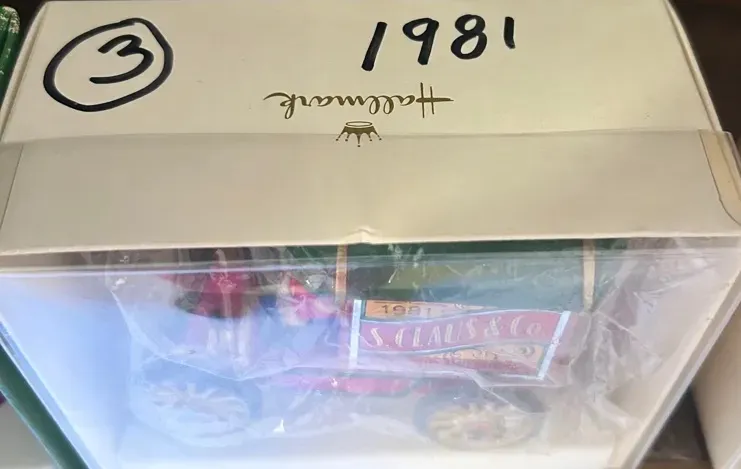 3 1981
Hallmark
1981
S. CLAUS & Co.